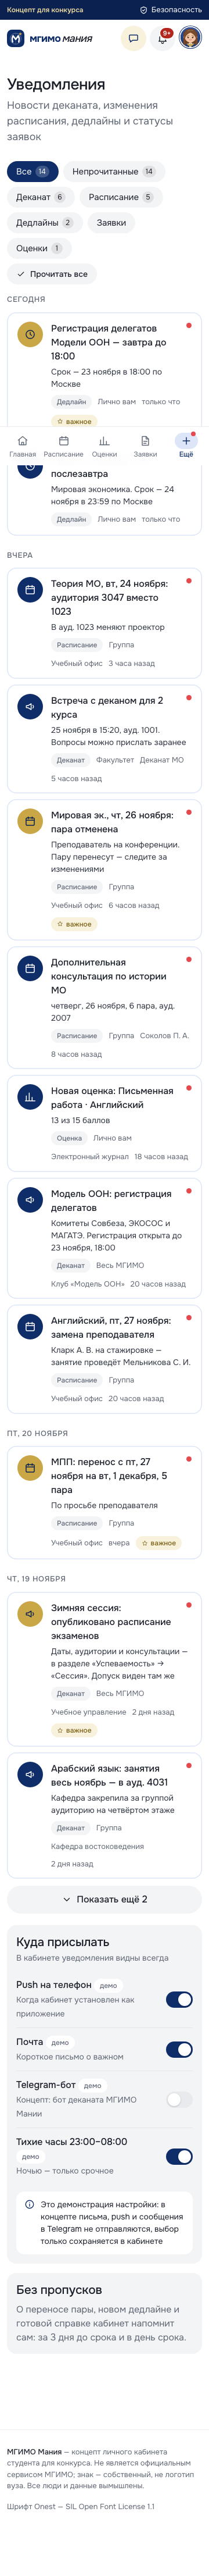 Концепт для конкурса
Безопасность
М
МГИМО МАНИЯ
9+
Уведомления
Новости деканата, изменения
расписания, дедлайны и статусы
заявок
Все 14
Непрочитанные 14
Деканат 6
Расписание 5
Дедлайны 2
Заявки
Оценки 1
Прочитать все
СЕГОДНЯ
Регистрация делегатов
Модели ООН — завтра до
18:00
Срок — 23 ноября в 18:00 по
Москве
Дедлайн Лично вам только что
важное
Главная
Расписание
Оценки
Заявки
Ещё
послезавтра
Мировая экономика. Срок — 24
ноября в 23:59 по Москве
Дедлайн Лично вам только что
ВЧЕРА
Теория МО, вт, 24 ноября:
аудитория 3047 вместо
1023
В ауд. 1023 меняют проектор
Расписание Группа
Учебный офис 3 часа назад
Встреча с деканом для 2
курса
25 ноября в 15:20, ауд. 1001.
Вопросы можно прислать заранее
Деканат Факультет Деканат МО
5 часов назад
Мировая эк., чт, 26 ноября:
пара отменена
Преподаватель на конференции.
Пару перенесут — следите за
изменениями
Расписание Группа
Учебный офис 6 часов назад
важное
Дополнительная
консультация по истории
МО
четверг, 26 ноября, 6 пара, ауд.
2007
Расписание Группа Соколов П. А.
8 часов назад
Новая оценка: Письменная
работа · Английский
13 из 15 баллов
Оценка Лично вам
Электронный журнал 18 часов назад
Модель ООН: регистрация
делегатов
Комитеты Совбеза, ЭКОСОС и
МАГАТЭ. Регистрация открыта до
23 ноября, 18:00
Деканат Весь МГИМО
Клуб «Модель ООН» 20 часов назад
Английский, пт, 27 ноября:
замена преподавателя
Кларк А. В. на стажировке —
занятие проведёт Мельникова С. И.
Расписание Группа
Учебный офис 20 часов назад
ПТ, 20 НОЯБРЯ
МПП: перенос с пт, 27
ноября на вт, 1 декабря, 5
пара
По просьбе преподавателя
Расписание Группа
Учебный офис вчера важное
ЧТ, 19 НОЯБРЯ
Зимняя сессия:
опубликовано расписание
экзаменов
Даты, аудитории и консультации —
в разделе «Успеваемость» →
«Сессия». Допуск виден там же
Деканат Весь МГИМО
Учебное управление 2 дня назад
важное
Арабский язык: занятия
весь ноябрь — в ауд. 4031
Кафедра закрепила за группой
аудиторию на четвёртом этаже
Деканат Группа
Кафедра востоковедения
2 дня назад
Показать ещё 2
Куда присылать
В кабинете уведомления видны всегда
Push на телефон демо
Когда кабинет установлен как
приложение
Почта демо
Короткое письмо о важном
Telegram-бот демо
Концепт: бот деканата МГИМО
Мании
Тихие часы 23:00–08:00
демо
Ночью — только срочное
Это демонстрация настройки: в
концепте письма, push и сообщения
в Telegram не отправляются, выбор
только сохраняется в кабинете
Без пропусков
О переносе пары, новом дедлайне и
готовой справке кабинет напомнит
сам: за 3 дня до срока и в день срока.
МГИМО Мания — концепт личного кабинета
студента для конкурса. Не является официальным
сервисом МГИМО; знак — собственный, не логотип
вуза. Все люди и данные вымышлены.
Шрифт Onest — SIL Open Font License 1.1